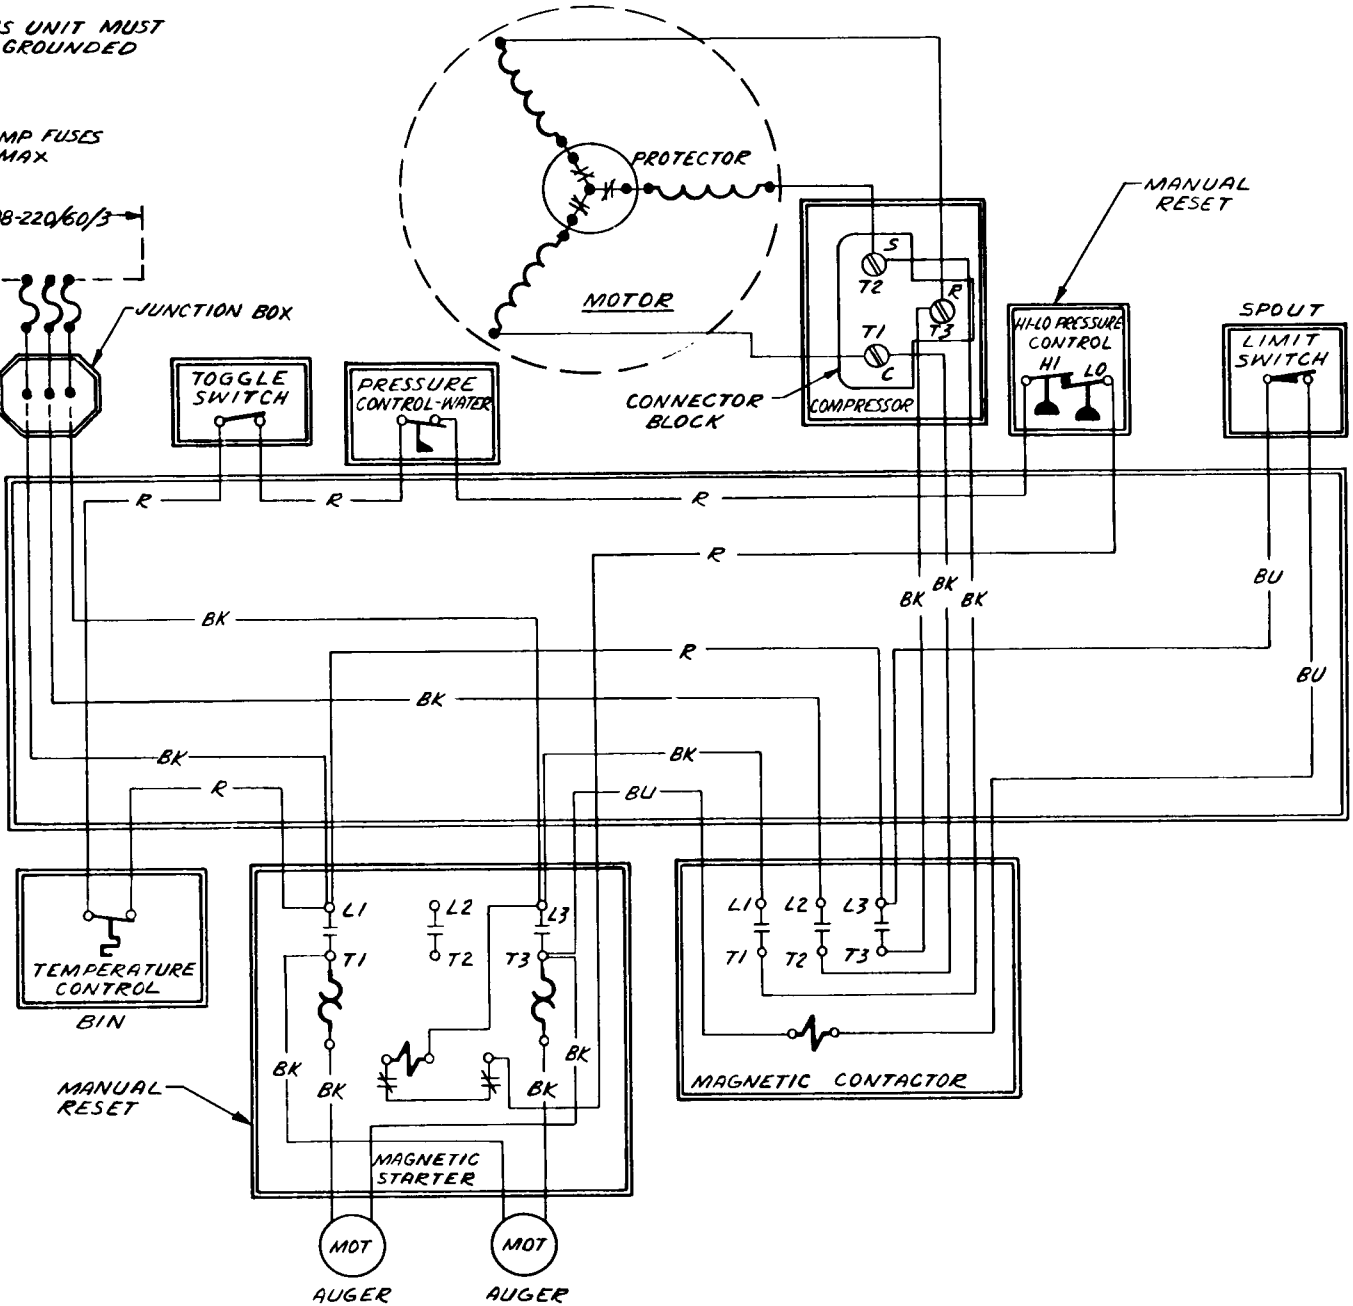 S UNIT MUST
GROUNDED
MP FUSES
MAX
8-220/60/3
JUNCTION BOX
TOGGLE
SWITCH
PRESSURE
CONTROL-WATER
PROTECTOR
MOTOR
CONNECTOR
BLOCK
S
T2
R
T3
T1
C
COMPRESSOR
MANUAL
RESET
HI-LO PRESSURE
CONTROL
HI
LO
SPOUT
LIMIT
SWITCH
R
R
R
R
BU
BK
BK
BK
BK
R
BU
BK
BK
BK
R
BU
L1
L2
L3
T1
T2
T3
L1
L2
L3
T1
T2
T3
TEMPERATURE
CONTROL
BIN
BK
BK
BK
BK
MANUAL
RESET
MAGNETIC
STARTER
MAGNETIC CONTACTOR
MOT
MOT
AUGER
AUGER